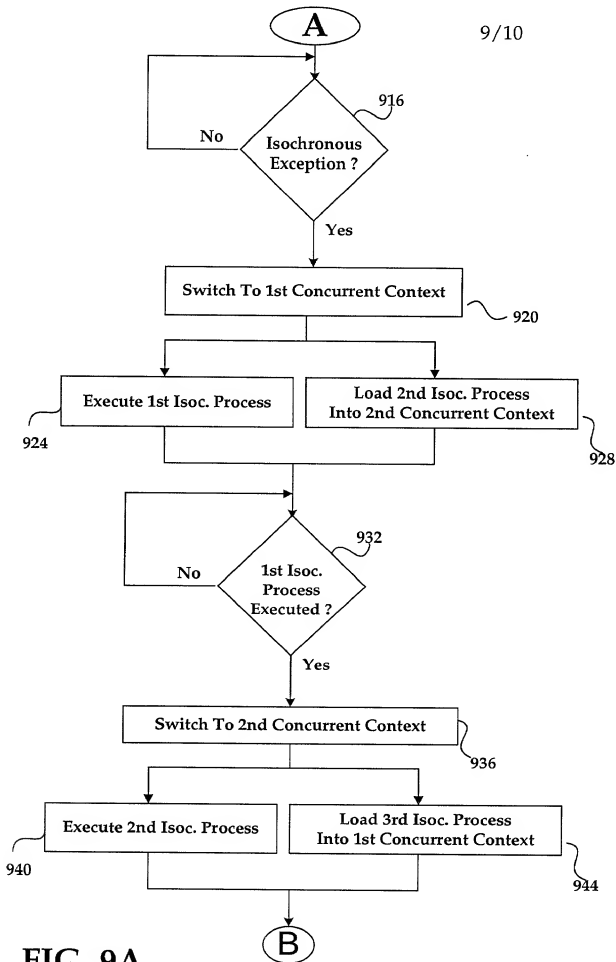 A
9/10
916
No
Isochronous
Exception ?
Yes
Switch To 1st Concurrent Context
920
Execute 1st Isoc. Process
Load 2nd Isoc. Process
Into 2nd Concurrent Context
924
928
932
No
1st Isoc.
Process
Executed ?
Yes
Switch To 2nd Concurrent Context
936
Execute 2nd Isoc. Process
Load 3rd Isoc. Process
Into 1st Concurrent Context
940
944
B
FIG. 9A